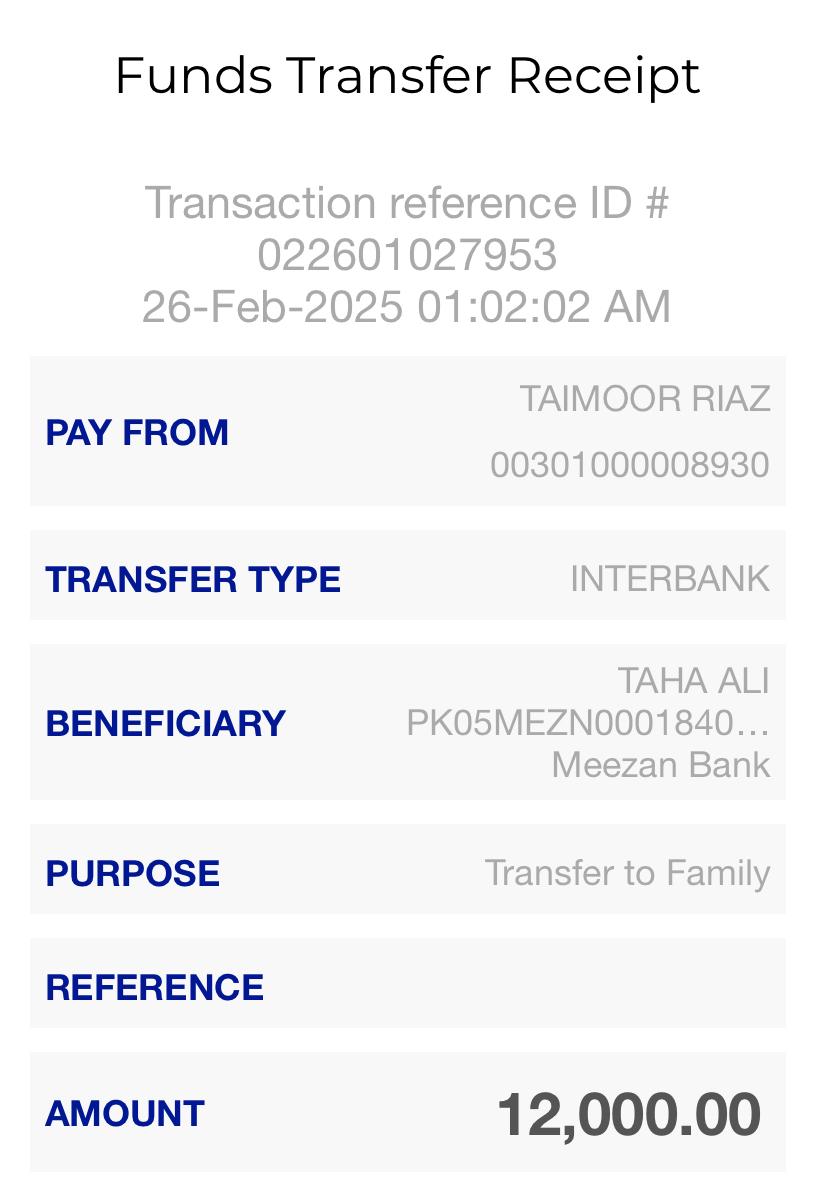 Funds Transfer Receipt
Transaction reference ID #
022601027953
26-Feb-2025 01:02:02 AM
PAY FROM
TAIMOOR RIAZ
00301000008930
TRANSFER TYPE
INTERBANK
BENEFICIARY
TAHA ALI
PK05MEZN0001840...
Meezan Bank
PURPOSE
Transfer to Family
REFERENCE
AMOUNT
12,000.00